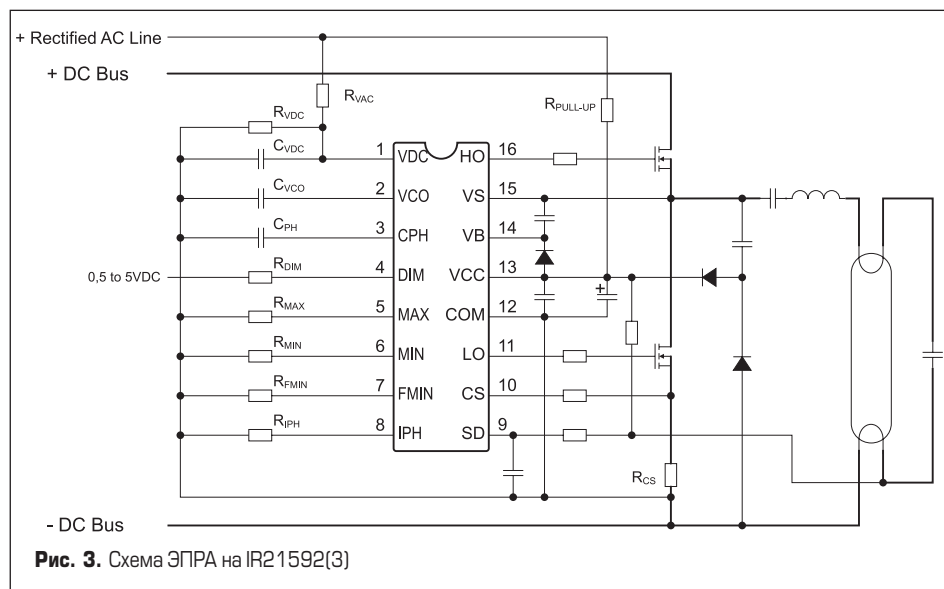 + Rectified AC Line
+ DC Bus
RVAC
RPULL-UP
RVDC
CVDC
1 VDC HO 16
CVCO
2 VCO VS 15
CPH
3 CPH VB 14
RDIM
0,5 to 5VDC
4 DIM VCC 13
+
RMAX
5 MAX COM 12
RMIN
6 MIN LO 11
RFMIN
7 FMIN CS 10
RIPH
8 IPH SD 9
RCS
- DC Bus
Рис. 3. Схема ЭПРА на IR21592(3)